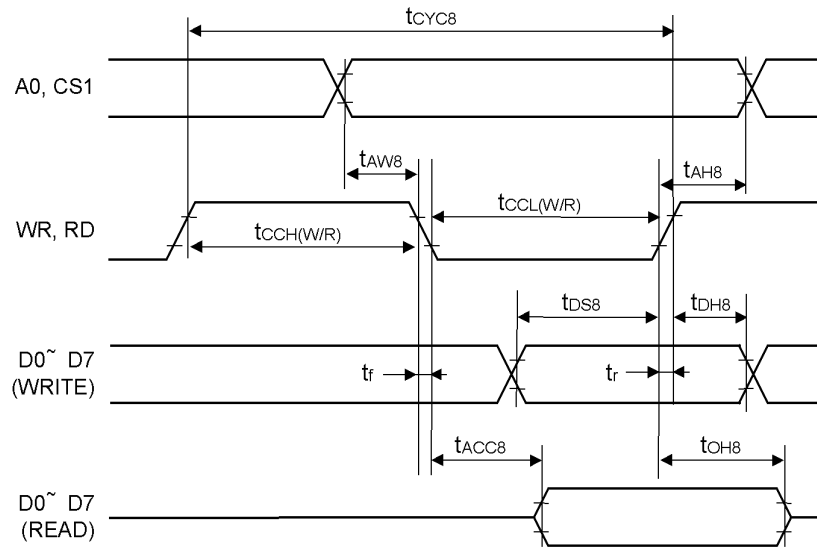 tCYC8
A0, CS1
tAW8
tAH8
WR, RD
tCCL(W/R)
tCCH(W/R)
tDS8
tDH8
D0~ D7
(WRITE)
tf
tr
tACC8
tOH8
D0~ D7
(READ)